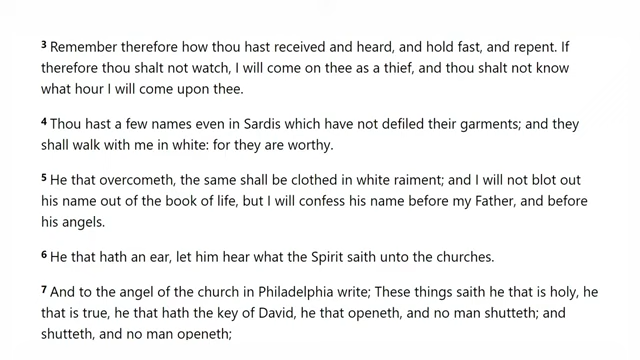 3 Remember therefore how thou hast received and heard, and hold fast, and repent. If
therefore thou shalt not watch, I will come on thee as a thief, and thou shalt not know
what hour I will come upon thee.
4 Thou hast a few names even in Sardis which have not defiled their garments; and they
shall walk with me in white: for they are worthy.
5 He that overcometh, the same shall be clothed in white raiment; and I will not blot out
his name out of the book of life, but I will confess his name before my Father, and before
his angels.
6 He that hath an ear, let him hear what the Spirit saith unto the churches.
7 And to the angel of the church in Philadelphia write; These things saith he that is holy, he
that is true, he that hath the key of David, he that openeth, and no man shutteth; and
shutteth, and no man openeth;